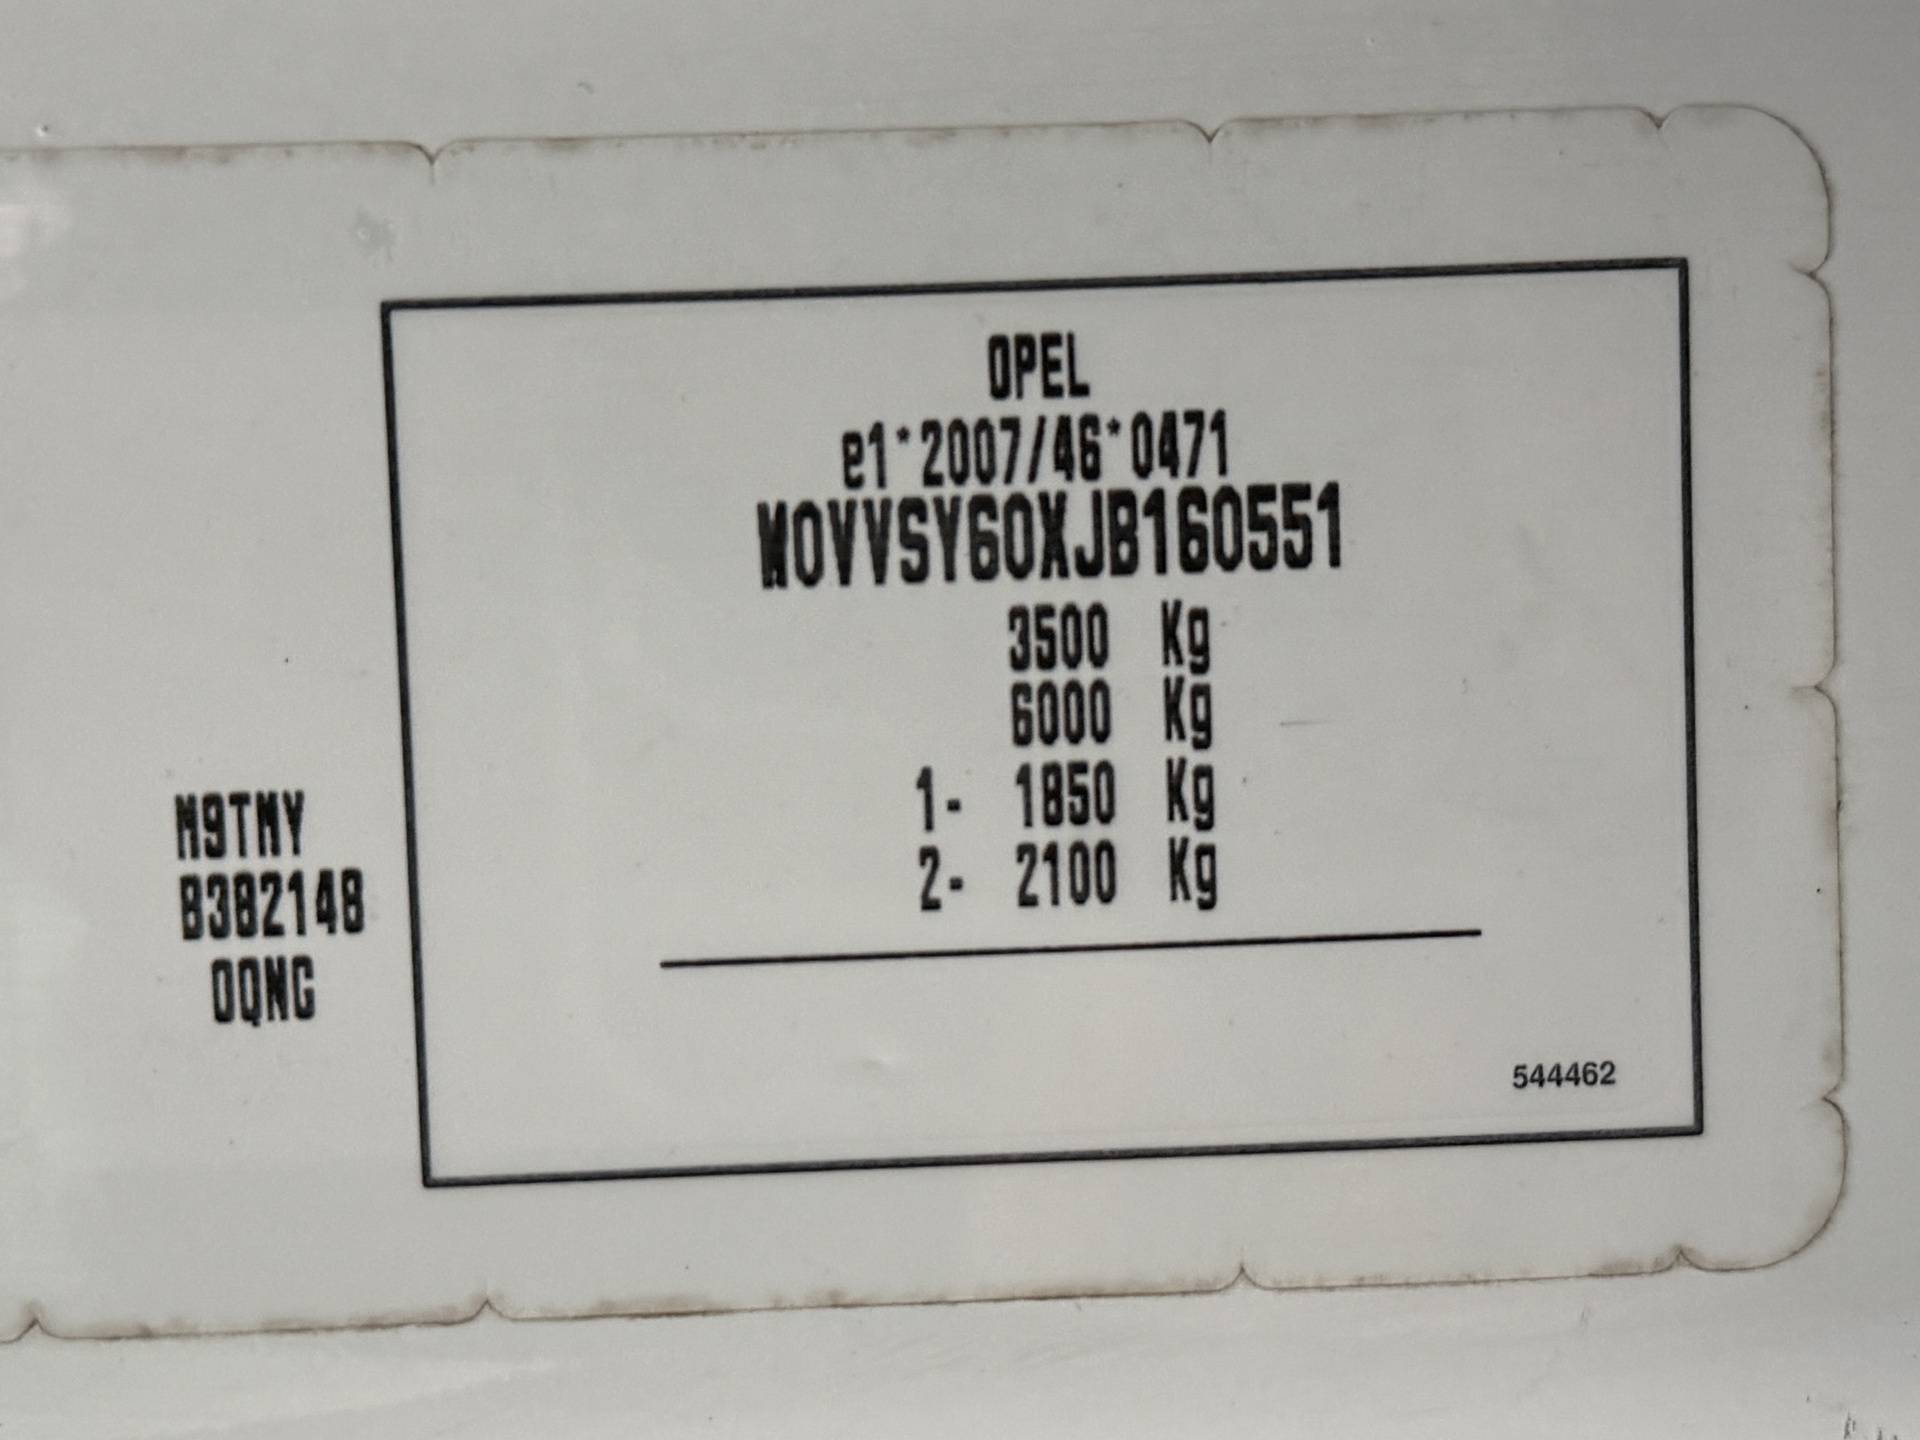 OPEL
e1*2007/46*0471
W0VVSY60XJB160551
3500 Kg
6000 Kg
1- 1850 Kg
2- 2100 Kg
M9TMY
B382148
OQNG
544462